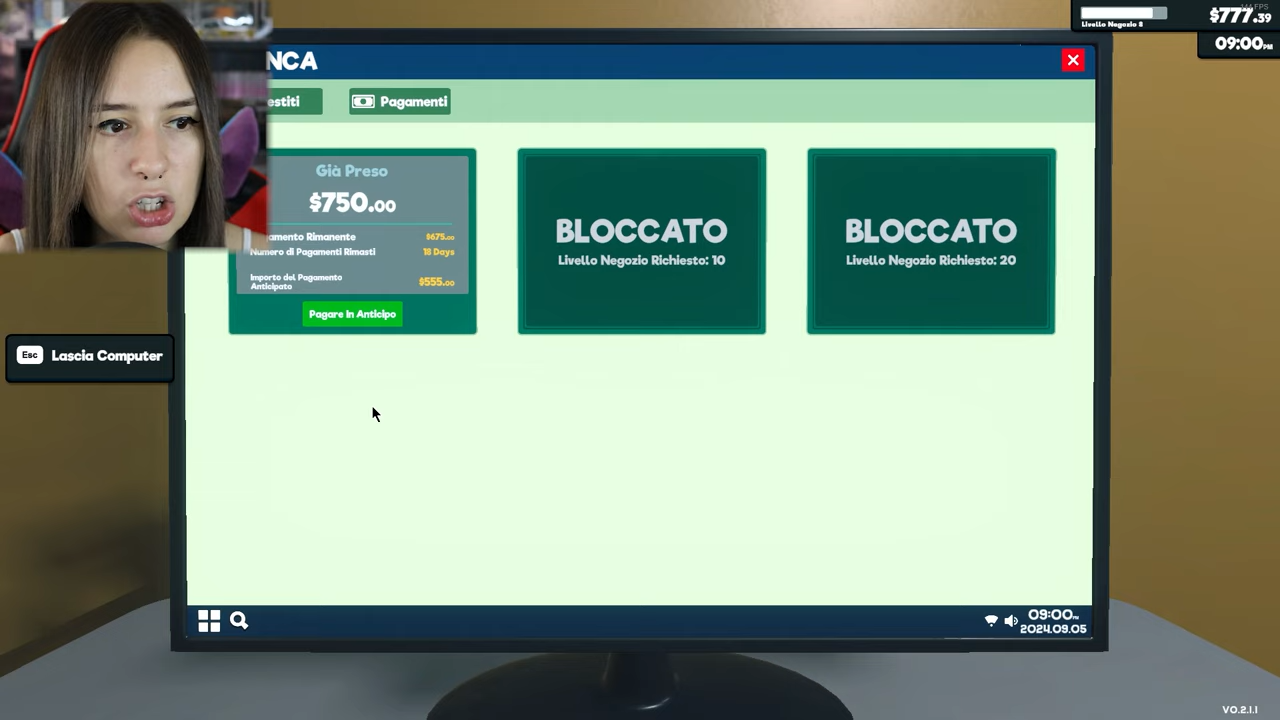 $777.39
Livello Negozio 8
09:00PM
NCA
estiti
Pagamenti
Già Preso
$750.00
amento Rimanente $675.00
Numero di Pagamenti Rimasti 18 Days
Importo del Pagamento
Anticipato $555.00
Pagare in Anticipo
BLOCCATO
Livello Negozio Richiesto: 10
BLOCCATO
Livello Negozio Richiesto: 20
Esc Lascia Computer
09:00PM
2024.09.05
V0.2.1.1